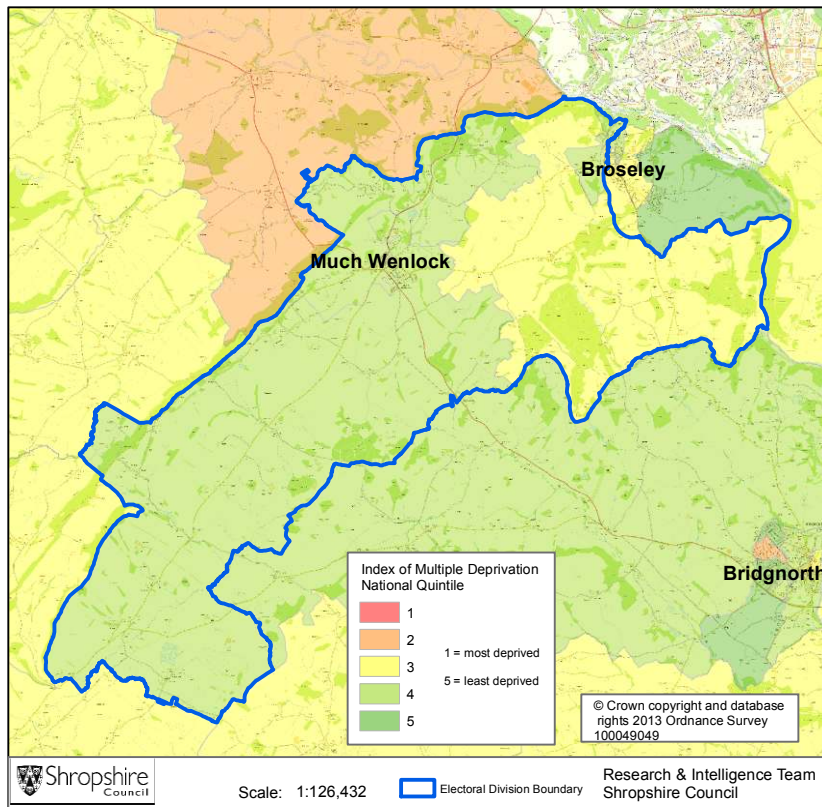 Broseley
Much Wenlock
Bridgnorth
Index of Multiple Deprivation
National Quintile
1
2
3
4
5
1 = most deprived
5 = least deprived
© Crown copyright and database
rights 2013 Ordnance Survey
100049049
Shropshire
Council
Scale: 1:126,432
Electoral Division Boundary
Research & Intelligence Team
Shropshire Council